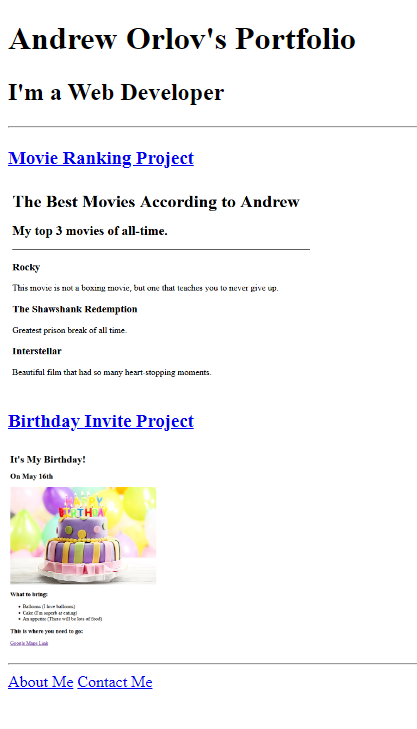 Andrew Orlov's Portfolio
I'm a Web Developer
Movie Ranking Project
The Best Movies According to Andrew
My top 3 movies of all-time.
Rocky
This movie is not a boxing movie, but one that teaches you to never give up.
The Shawshank Redemption
Greatest prison break of all time.
Interstellar
Beautiful film that had so many heart-stopping moments.
Birthday Invite Project
It's My Birthday!
On May 16th
HAPPY
BIRTHDAY
What to bring:
Balloons (I love balloons)
Cake (I'm superb at eating)
An appetite (There will be lots of food)
This is where you need to go:
Google Maps Link
About Me Contact Me